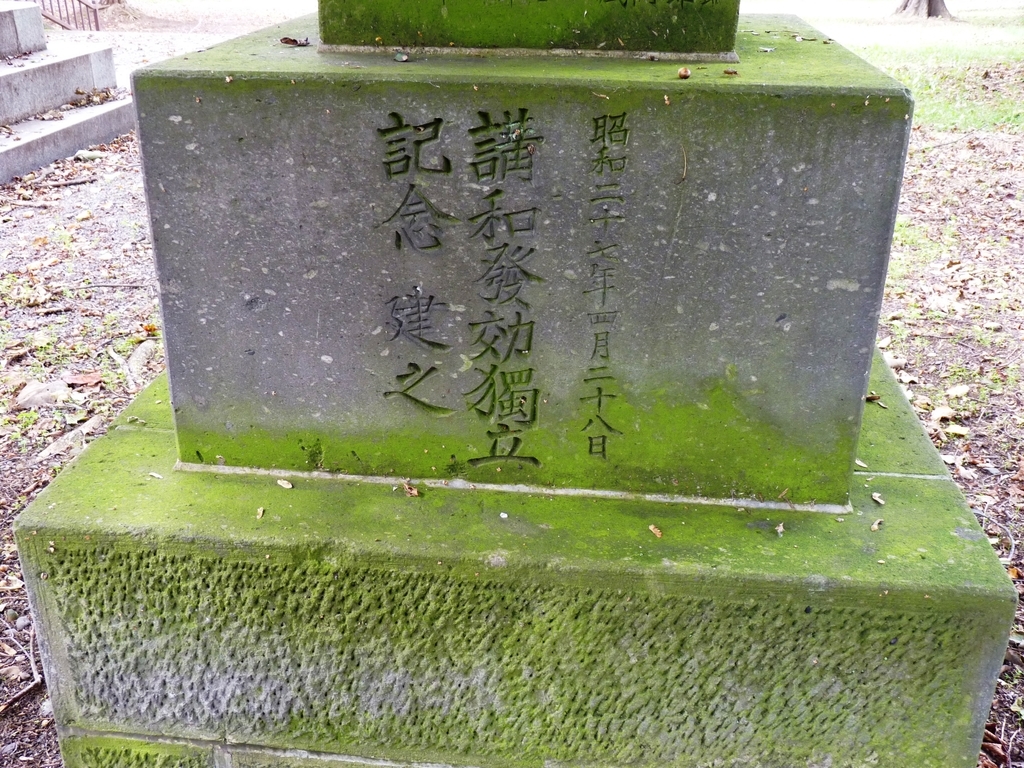 昭和二十七年四月二十八日
講和發効獨立
記念 建之